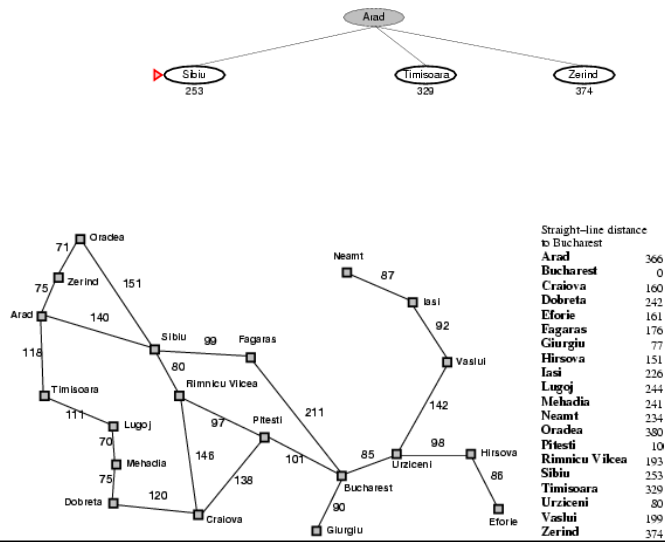 Arad
Sibiu Timisoara Zerind
253 329 374
Straight–line distance
to Bucharest
Arad 366
Bucharest 0
Craiova 160
Dobreta 242
Eforie 161
Fagaras 176
Giurgiu 77
Hirsova 151
Iasi 226
Lugoj 244
Mehadia 241
Neamt 234
Oradea 380
Pitesti 10
Rimnicu Vilcea 193
Sibiu 253
Timisoara 329
Urziceni 80
Vaslui 199
Zerind 374
Oradea
71
Neamt
Zerind 151 87
75 Iasi
Arad 140
Sibiu 92
99 Fagaras
118 80 Vaslui
Rimnicu Vilcea
Timisoara
111 97 211 142
Lugoj Pitesti
70 98 Hirsova
146 85
Mehadia 101 Urziceni
138 86
75 120 Bucharest
Dobreta 90
Craiova Eforie
Giurgiu